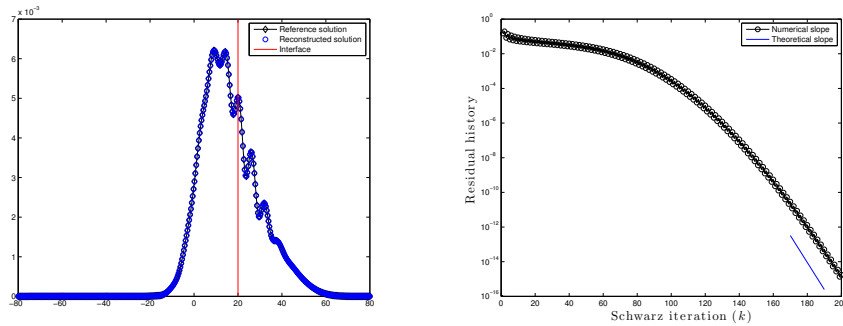 x 10⁻³
7
6
5
4
3
2
1
0
−80 −60 −40 −20 0 20 40 60 80
Reference solution
Reconstructed solution
Interface
10⁰
10⁻²
10⁻⁴
10⁻⁶
10⁻⁸
10⁻¹⁰
10⁻¹²
10⁻¹⁴
10⁻¹⁶
Residual history
0 20 40 60 80 100 120 140 160 180 200
Schwarz iteration (k)
Numerical slope
Theoretical slope